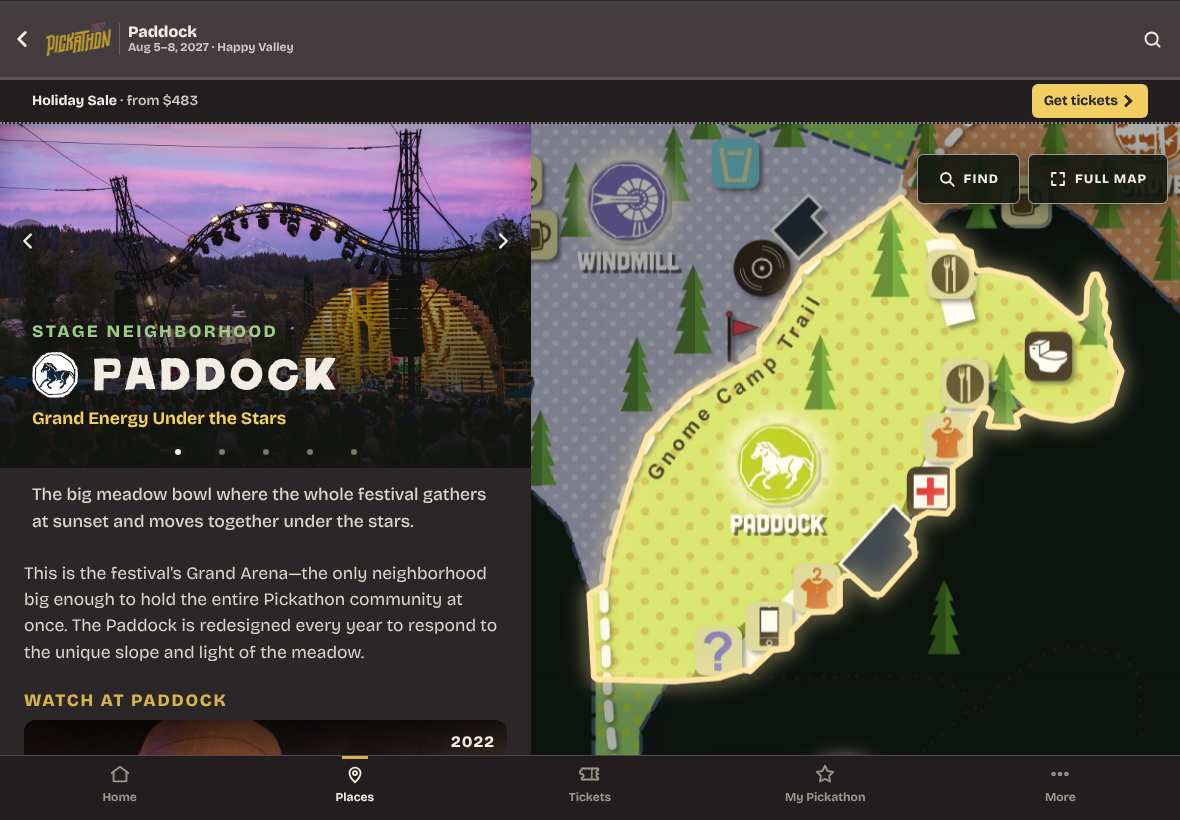 PICKATHON
Paddock
Aug 5–8, 2027 · Happy Valley
Holiday Sale · from $483
Get tickets
STAGE NEIGHBORHOOD
PADDOCK
Grand Energy Under the Stars
The big meadow bowl where the whole festival gathers
at sunset and moves together under the stars.
This is the festival's Grand Arena—the only neighborhood
big enough to hold the entire Pickathon community at
once. The Paddock is redesigned every year to respond to
the unique slope and light of the meadow.
WATCH AT PADDOCK
2022
FIND
FULL MAP
WINDMILL
Gnome Camp Trail
PADDOCK
2
2
?
Home
Places
Tickets
My Pickathon
More